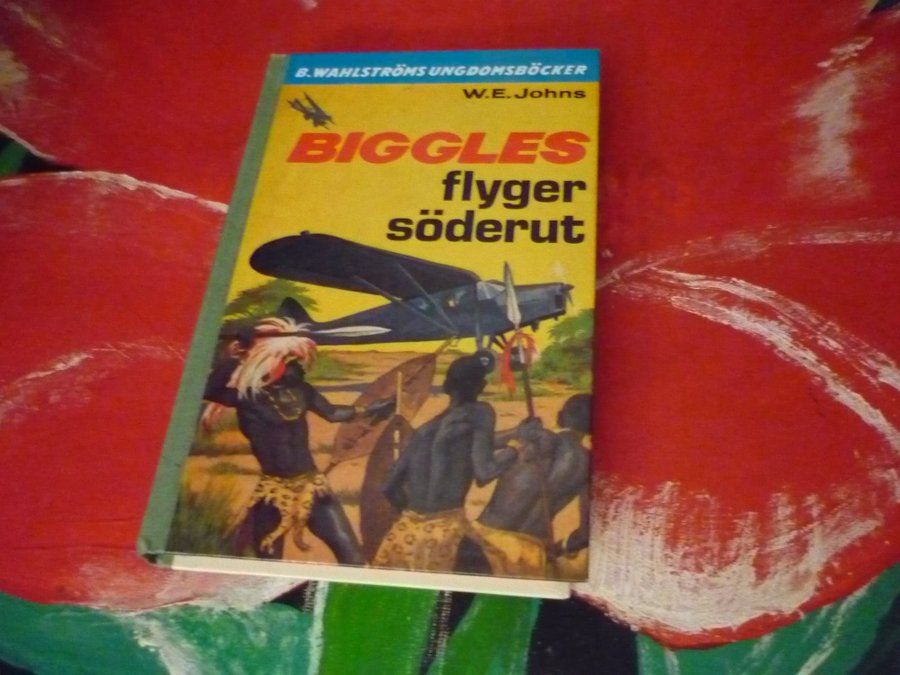 B. WAHLSTRÖMS UNGDOMSBÖCKER
W.E. Johns
BIGGLES
flyger
söderut